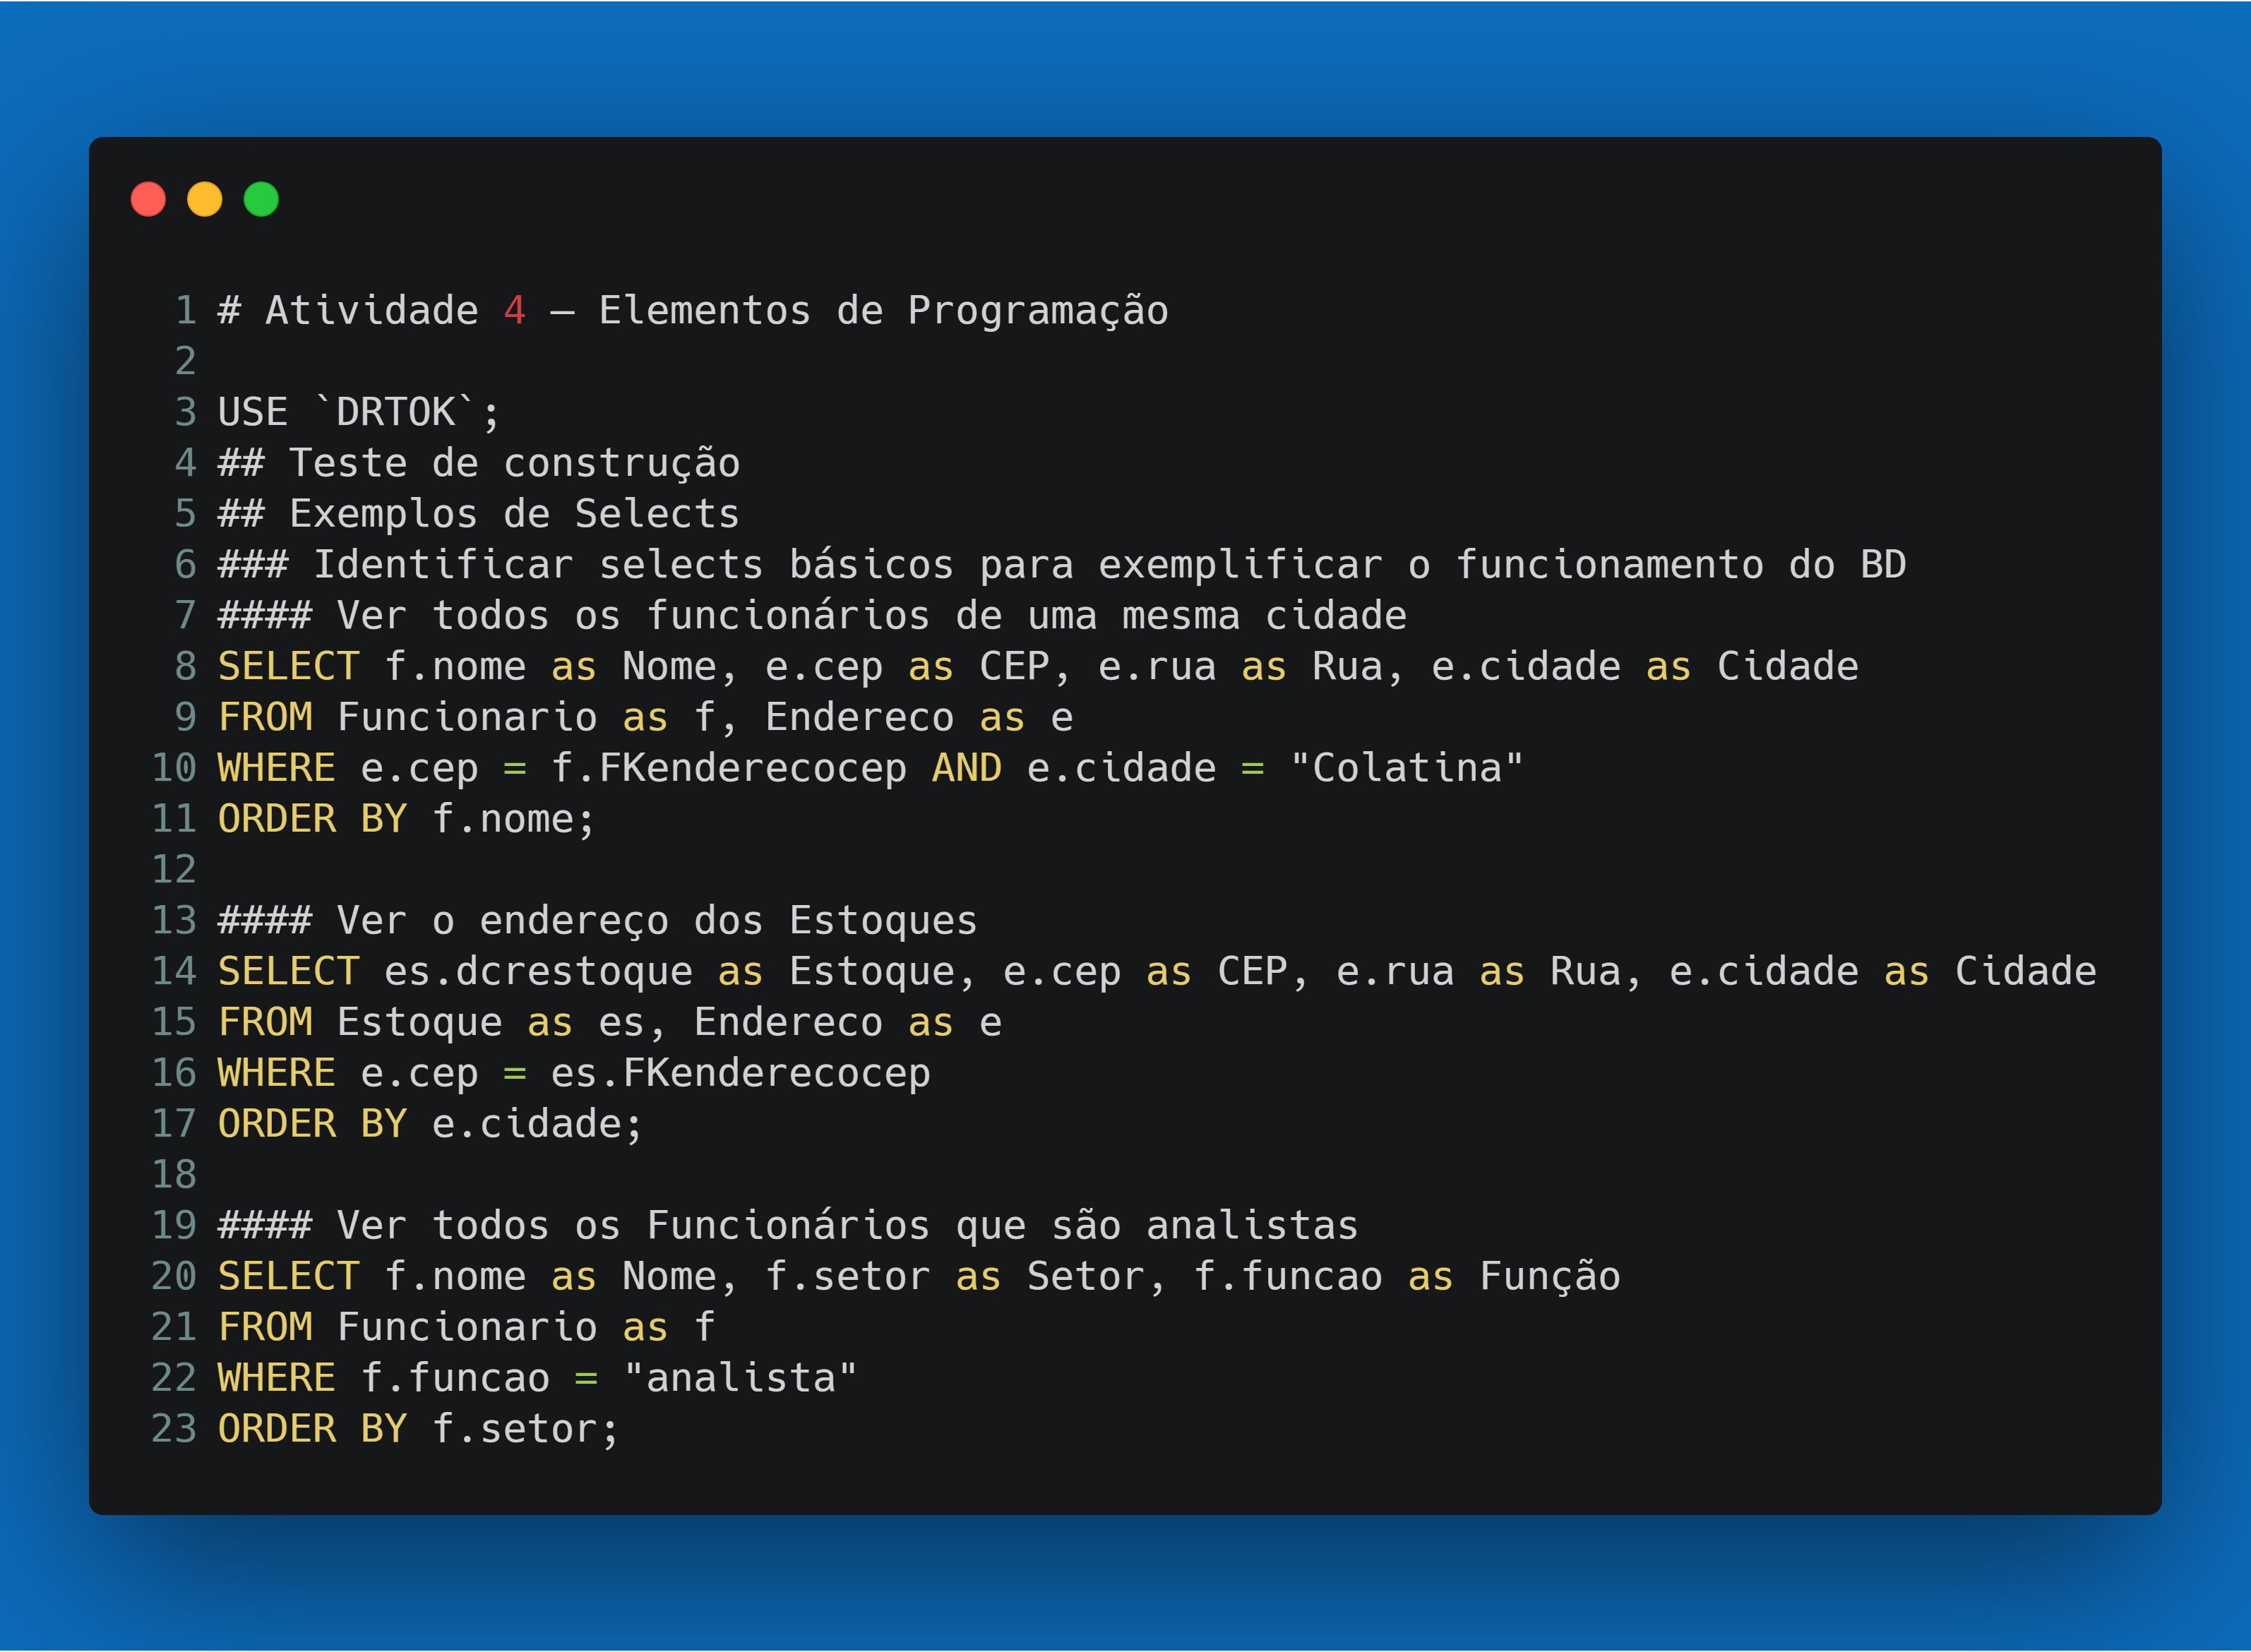 1 # Atividade 4 – Elementos de Programação
2
3 USE `DRTOK`;
4 ## Teste de construção
5 ## Exemplos de Selects
6 ### Identificar selects básicos para exemplificar o funcionamento do BD
7 #### Ver todos os funcionários de uma mesma cidade
8 SELECT f.nome as Nome, e.cep as CEP, e.rua as Rua, e.cidade as Cidade
9 FROM Funcionario as f, Endereco as e
10 WHERE e.cep = f.FKenderecocep AND e.cidade = "Colatina"
11 ORDER BY f.nome;
12
13 #### Ver o endereço dos Estoques
14 SELECT es.dcrestoque as Estoque, e.cep as CEP, e.rua as Rua, e.cidade as Cidade
15 FROM Estoque as es, Endereco as e
16 WHERE e.cep = es.FKenderecocep
17 ORDER BY e.cidade;
18
19 #### Ver todos os Funcionários que são analistas
20 SELECT f.nome as Nome, f.setor as Setor, f.funcao as Função
21 FROM Funcionario as f
22 WHERE f.funcao = "analista"
23 ORDER BY f.setor;